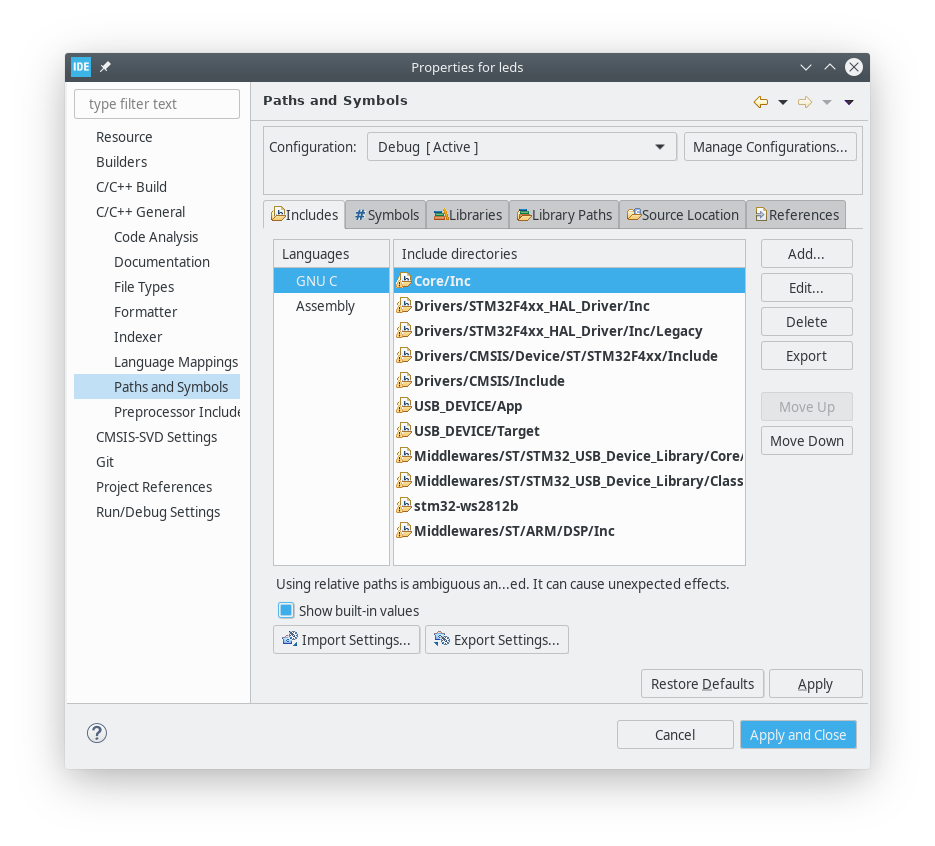 IDE
Properties for leds
type filter text
Resource
Builders
C/C++ Build
C/C++ General
Code Analysis
Documentation
File Types
Formatter
Indexer
Language Mappings
Paths and Symbols
Preprocessor Include
CMSIS-SVD Settings
Git
Project References
Run/Debug Settings
Paths and Symbols
Configuration: Debug [ Active ] Manage Configurations...
Includes # Symbols Libraries Library Paths Source Location References
Languages
GNU C
Assembly
Include directories
Core/Inc
Drivers/STM32F4xx_HAL_Driver/Inc
Drivers/STM32F4xx_HAL_Driver/Inc/Legacy
Drivers/CMSIS/Device/ST/STM32F4xx/Include
Drivers/CMSIS/Include
USB_DEVICE/App
USB_DEVICE/Target
Middlewares/ST/STM32_USB_Device_Library/Core/
Middlewares/ST/STM32_USB_Device_Library/Class
stm32-ws2812b
Middlewares/ST/ARM/DSP/Inc
Add...
Edit...
Delete
Export
Move Up
Move Down
Using relative paths is ambiguous an...ed. It can cause unexpected effects.
Show built-in values
Import Settings... Export Settings...
Restore Defaults Apply
? Cancel Apply and Close